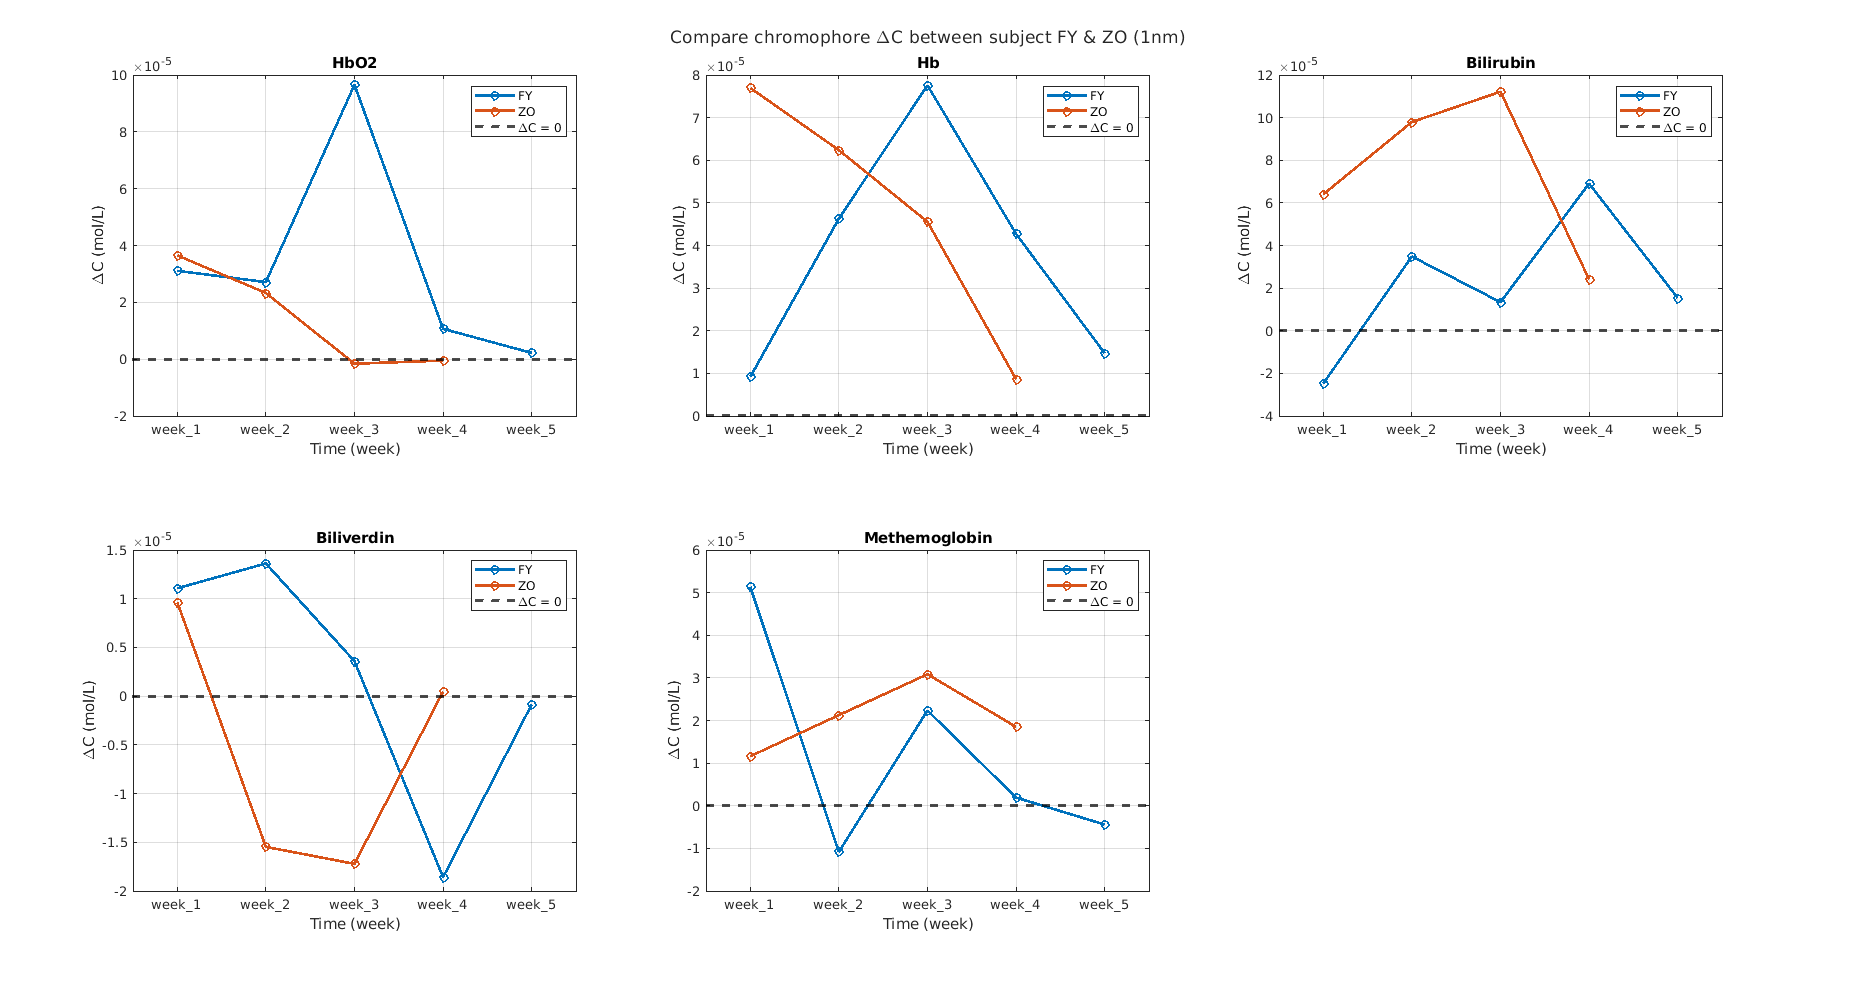 Compare chromophore ΔC between subject FY & ZO (1nm)
HbO2
×10^-5
10
8
6
4
2
0
-2
ΔC (mol/L)
week_1 week_2 week_3 week_4 week_5
Time (week)
FY
ZO
ΔC = 0
Hb
×10^-5
8
7
6
5
4
3
2
1
0
ΔC (mol/L)
week_1 week_2 week_3 week_4 week_5
Time (week)
FY
ZO
ΔC = 0
Bilirubin
×10^-5
12
10
8
6
4
2
0
-2
-4
ΔC (mol/L)
week_1 week_2 week_3 week_4 week_5
Time (week)
FY
ZO
ΔC = 0
Biliverdin
×10^-5
1.5
1
0.5
0
-0.5
-1
-1.5
-2
ΔC (mol/L)
week_1 week_2 week_3 week_4 week_5
Time (week)
FY
ZO
ΔC = 0
Methemoglobin
×10^-5
6
5
4
3
2
1
0
-1
-2
ΔC (mol/L)
week_1 week_2 week_3 week_4 week_5
Time (week)
FY
ZO
ΔC = 0